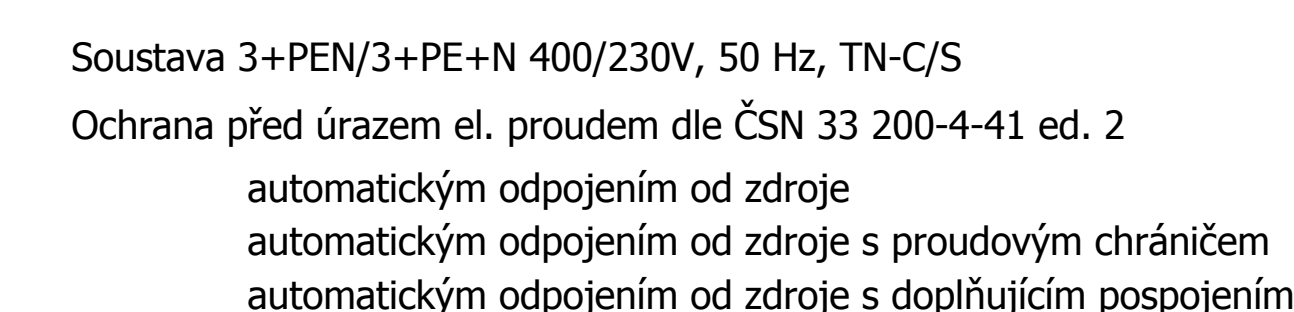 Soustava 3+PEN/3+PE+N 400/230V, 50 Hz, TN-C/S
Ochrana před úrazem el. proudem dle ČSN 33 200-4-41 ed. 2
automatickým odpojením od zdroje
automatickým odpojením od zdroje s proudovým chráničem
automatickým odpojením od zdroje s doplňujícím pospojením